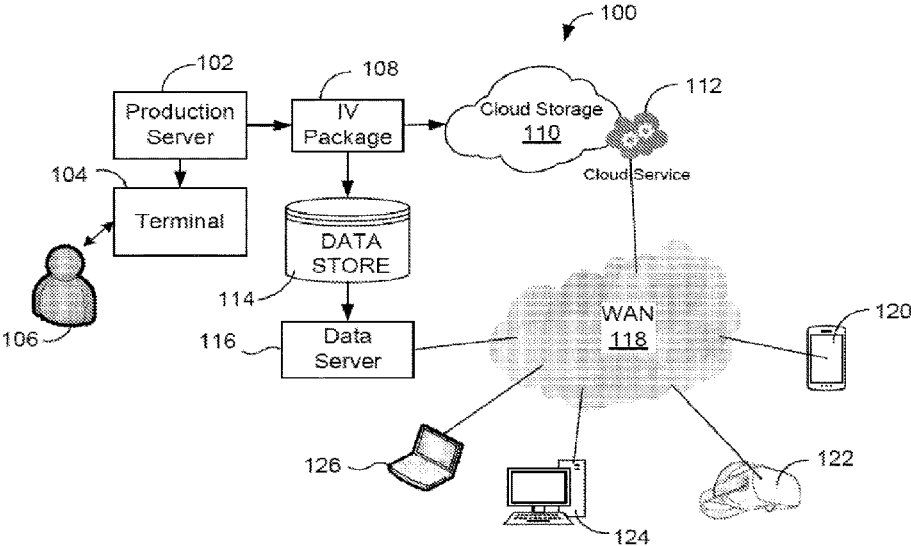 100
102
108
112
Production
Server
IV
Package
Cloud Storage
110
Cloud Service
104
Terminal
DATA
STORE
114
106
116
Data
Server
WAN
118
120
126
124
122